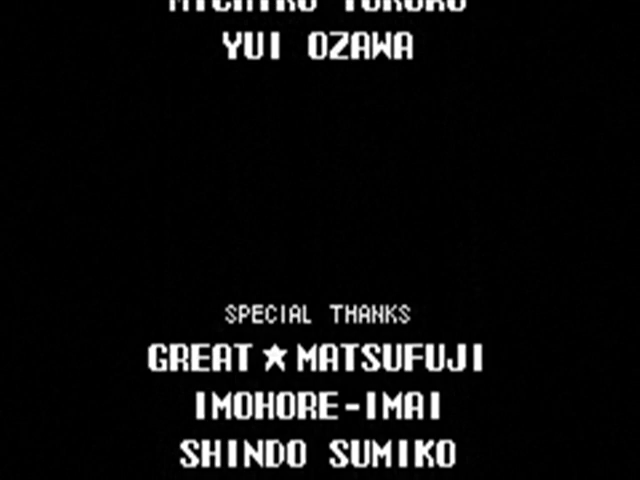 YUI OZAWA
SPECIAL THANKS
GREAT★MATSUFUJI
IMOHORE-IMAI
SHINDO SUMIKO